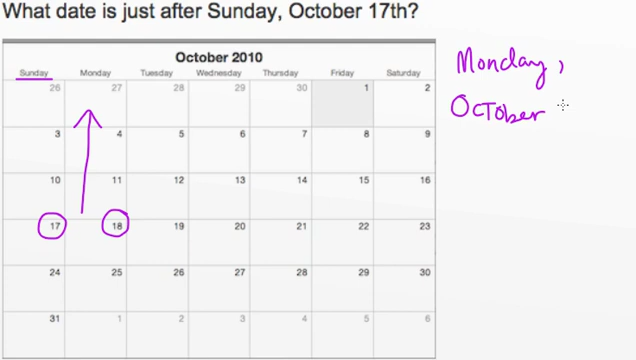 What date is just after Sunday, October 17th?
October 2010
Sunday Monday Tuesday Wednesday Thursday Friday Saturday
26 27 28 29 30 1 2
3 4 5 6 7 8 9
10 11 12 13 14 15 16
17 18 19 20 21 22 23
24 25 26 27 28 29 30
31 1 2 3 4 5 6
Monday,
October